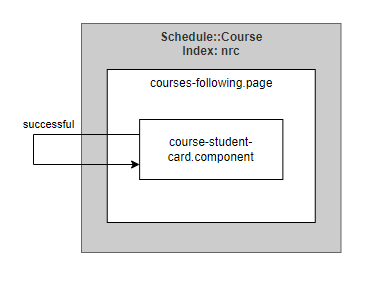 Schedule::Course
Index: nrc
courses-following.page
successful
course-student-
card.component